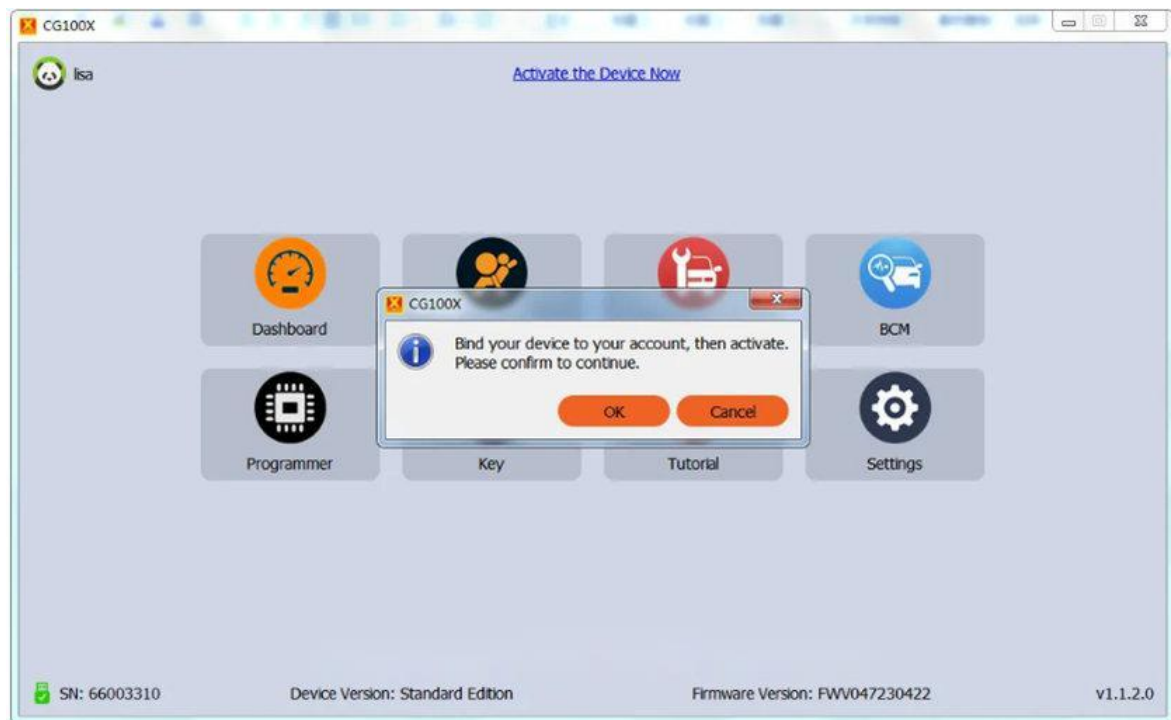 CG100X
lisa
Activate the Device Now
Dashboard
BCM
CG100X
Bind your device to your account, then activate.
Please confirm to continue.
OK
Cancel
Programmer
Key
Tutorial
Settings
SN: 66003310
Device Version: Standard Edition
Firmware Version: FWV047230422
v1.1.2.0